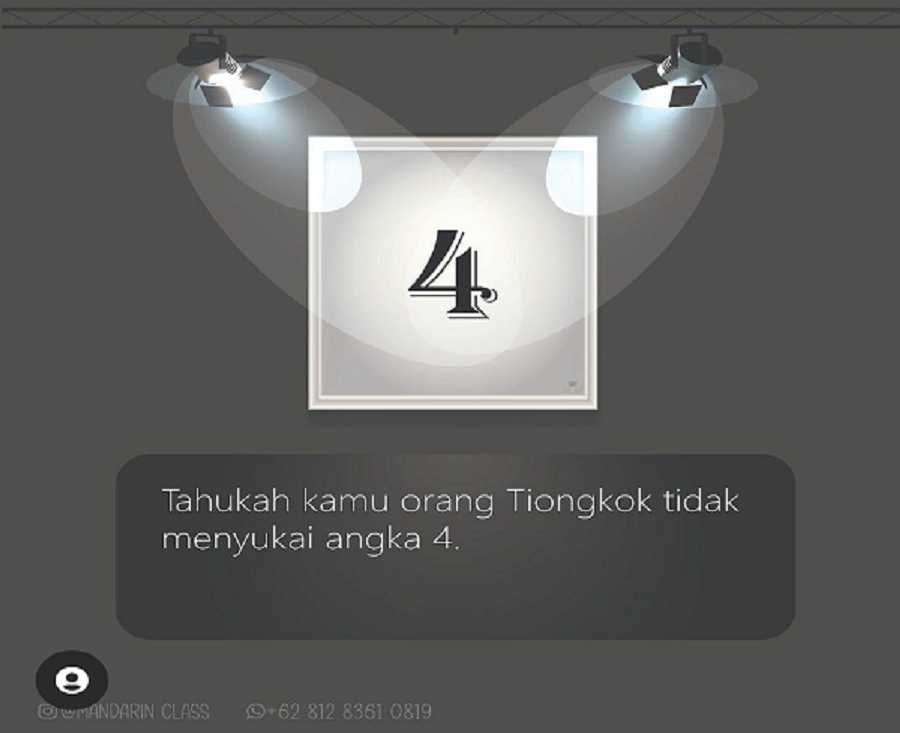 4
Tahukah kamu orang Tiongkok tidak
menyukai angka 4.
@MANDARIN CLASS +62 812 8361 0819